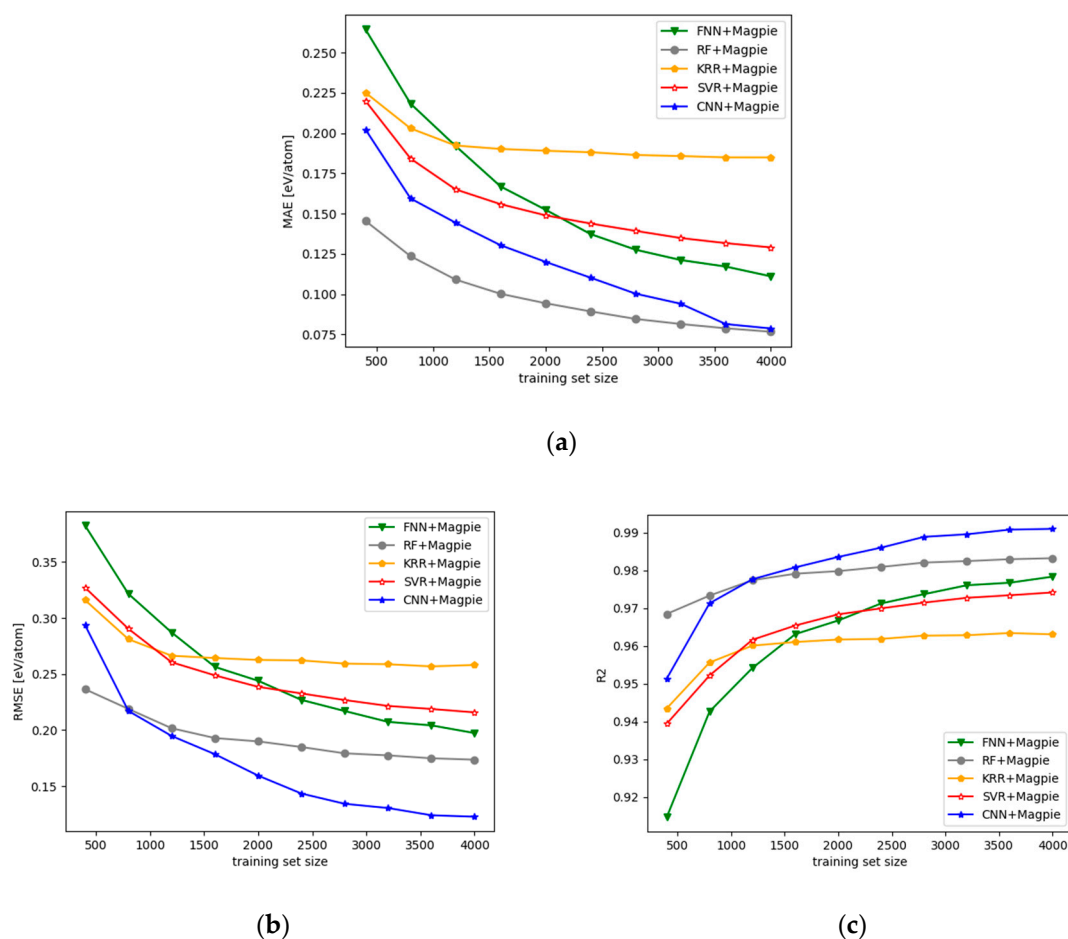 0.250
0.225
0.200
0.175
0.150
0.125
0.100
0.075
MAE [eV/atom]
FNN+Magpie
RF+Magpie
KRR+Magpie
SVR+Magpie
CNN+Magpie
500 1000 1500 2000 2500 3000 3500 4000
training set size
(a)
0.35
0.30
0.25
0.20
0.15
RMSE [eV/atom]
FNN+Magpie
RF+Magpie
KRR+Magpie
SVR+Magpie
CNN+Magpie
500 1000 1500 2000 2500 3000 3500 4000
training set size
(b)
0.99
0.98
0.97
0.96
0.95
0.94
0.93
0.92
R2
FNN+Magpie
RF+Magpie
KRR+Magpie
SVR+Magpie
CNN+Magpie
500 1000 1500 2000 2500 3000 3500 4000
training set size
(c)